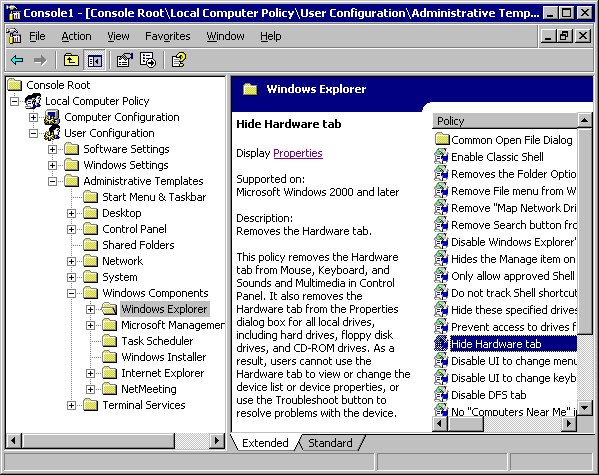 Console1 - [Console Root\Local Computer Policy\User Configuration\Administrative Temp...
File Action View Favorites Window Help
Console Root
Local Computer Policy
Computer Configuration
User Configuration
Software Settings
Windows Settings
Administrative Templates
Start Menu & Taskbar
Desktop
Control Panel
Shared Folders
Network
System
Windows Components
Windows Explorer
Microsoft Managemer
Task Scheduler
Windows Installer
Internet Explorer
NetMeeting
Terminal Services
Windows Explorer
Hide Hardware tab
Display Properties
Supported on:
Microsoft Windows 2000 and later
Description:
Removes the Hardware tab.
This policy removes the Hardware
tab from Mouse, Keyboard, and
Sounds and Multimedia in Control
Panel. It also removes the
Hardware tab from the Properties
dialog box for all local drives,
including hard drives, floppy disk
drives, and CD-ROM drives. As a
result, users cannot use the
Hardware tab to view or change the
device list or device properties, or
use the Troubleshoot button to
resolve problems with the device.
Policy
Common Open File Dialog
Enable Classic Shell
Removes the Folder Optio
Remove File menu from W
Remove "Map Network Dri
Remove Search button fro
Disable Windows Explorer'
Hides the Manage item on
Only allow approved Shell
Do not track Shell shortcut
Hide these specified drives
Prevent access to drives f
Hide Hardware tab
Disable UI to change menu
Disable UI to change keyb
Disable DFS tab
No "Computers Near Me" i
Extended Standard